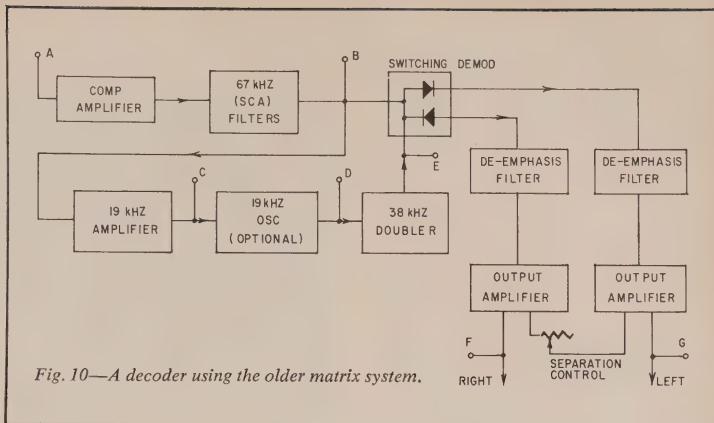 A
B
COMP
AMPLIFIER
67 kHZ
(SCA)
FILTERS
SWITCHING DEMOD
E
C
D
19 kHZ
AMPLIFIER
19 kHZ
OSC
(OPTIONAL)
38 kHZ
DOUBLER
DE-EMPHASIS
FILTER
DE-EMPHASIS
FILTER
OUTPUT
AMPLIFIER
OUTPUT
AMPLIFIER
F
G
RIGHT
SEPARATION
CONTROL
LEFT
Fig. 10—A decoder using the older matrix system.